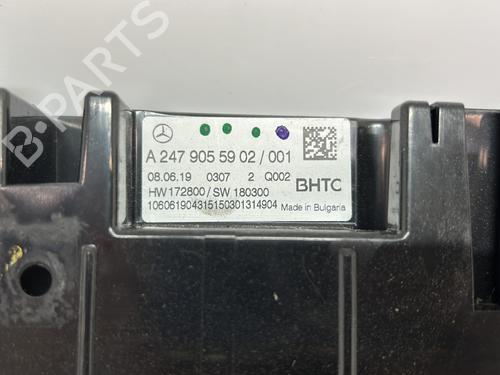 A 247 905 59 02 / 001
08.06.19 0307 2 Q002
HW 172800 / SW 180300
BHTC
106061904315150301314904 Made in Bulgaria
B-PARTS